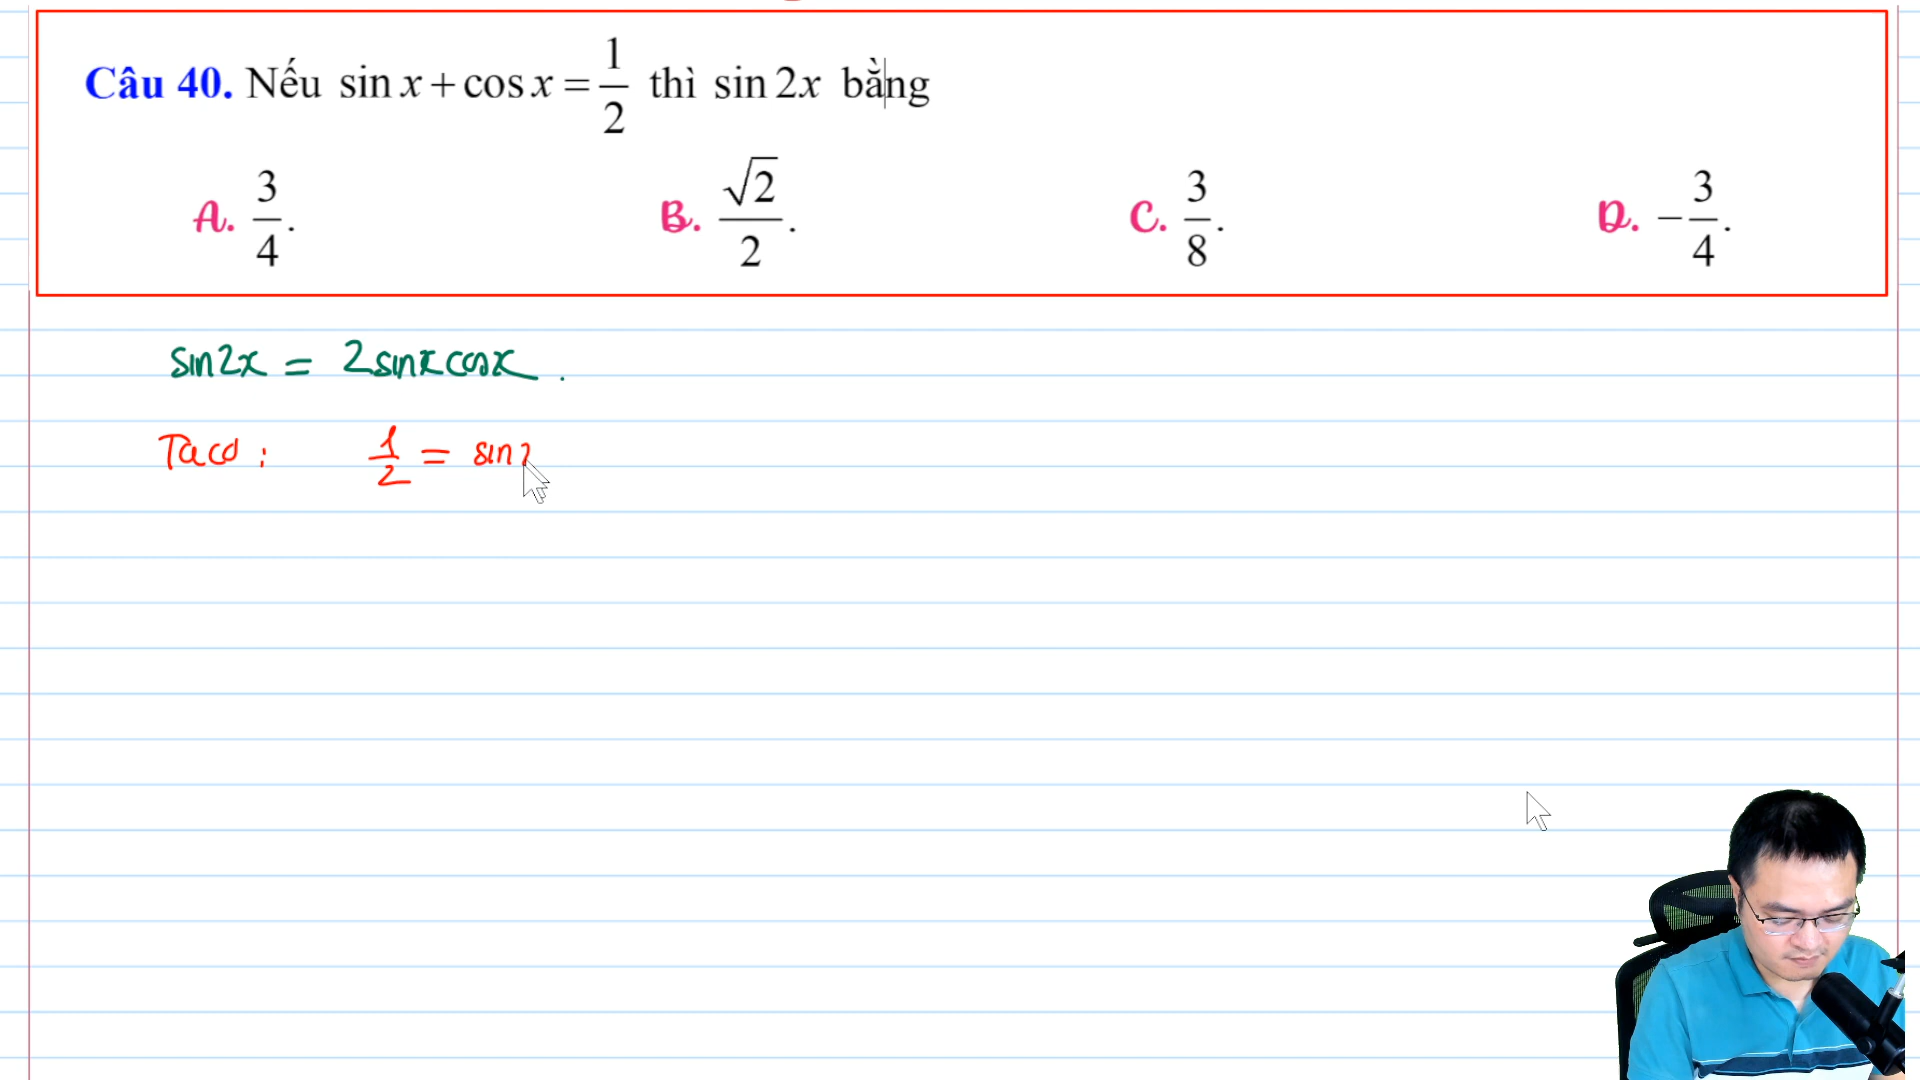 Câu 40. Nếu sin x + cos x = 1/2 thì sin 2x bằng
A. 3/4. B. √2/2. C. 3/8. D. -3/4.
sin2x = 2sinxcosx.
Ta có: 1/2 = sin